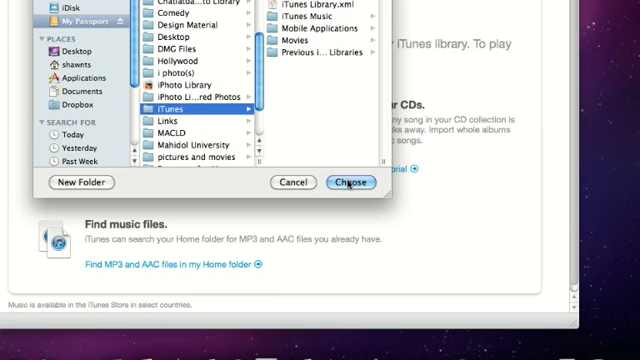 iDisk
My Passport
PLACES
Desktop
shawnts
Applications
Documents
Dropbox
SEARCH FOR
Today
Yesterday
Past Week
to Library
Comedy
Design Material
Desktop
DMG Files
Hollywood
i photo(s)
iPhoto Library
iPhoto Li...red Photos
iTunes
Links
MACLD
Mahidol University
pictures and movies
iTunes Library.xml
iTunes Music
Mobile Applications
Movies
Previous i... Libraries
New Folder
Cancel
Choose
iTunes library. To play
r CDs.
any song in your CD collection is
ks away. Import whole albums
c songs.
orial
Find music files.
iTunes can search your Home folder for MP3 and AAC files you already have.
Find MP3 and AAC files in my Home folder
Music is available in the iTunes Store in select countries.